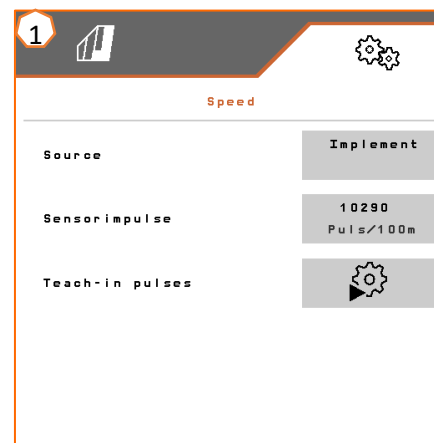 1
Speed
Source
Implement
Sensorimpulse
10290
Puls/100m
Teach-in pulses